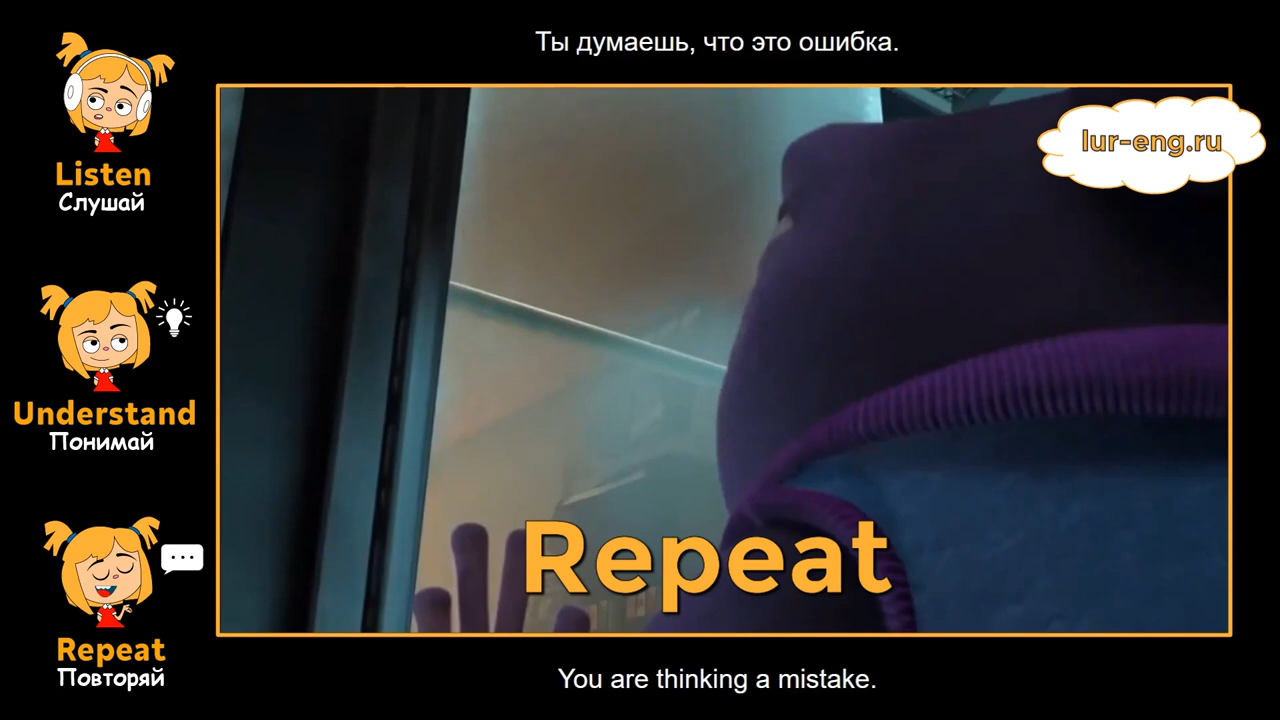 Ты думаешь, что это ошибка.
lur-eng.ru
Listen
Слушай
Understand
Понимай
Repeat
Повторяй
Repeat
You are thinking a mistake.